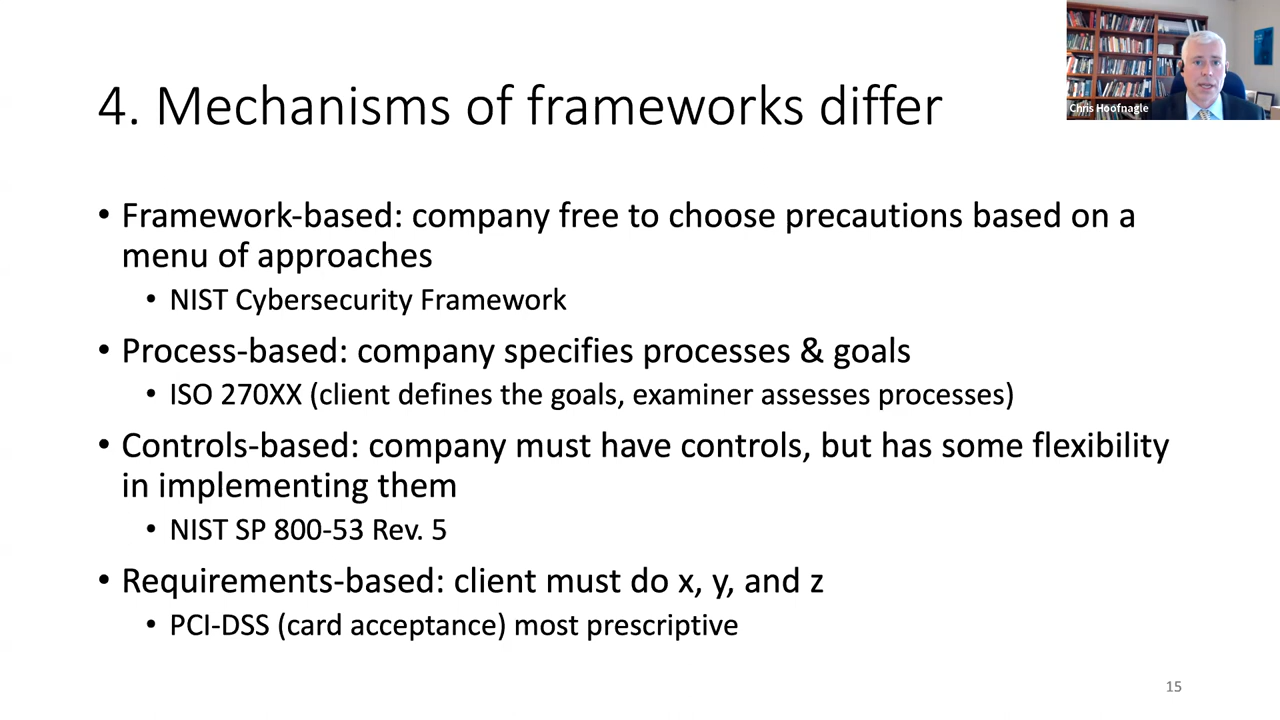 Chris Hoofnagle
4. Mechanisms of frameworks differ
• Framework-based: company free to choose precautions based on a
menu of approaches
• NIST Cybersecurity Framework
• Process-based: company specifies processes & goals
• ISO 270XX (client defines the goals, examiner assesses processes)
• Controls-based: company must have controls, but has some flexibility
in implementing them
• NIST SP 800-53 Rev. 5
• Requirements-based: client must do x, y, and z
• PCI-DSS (card acceptance) most prescriptive
15